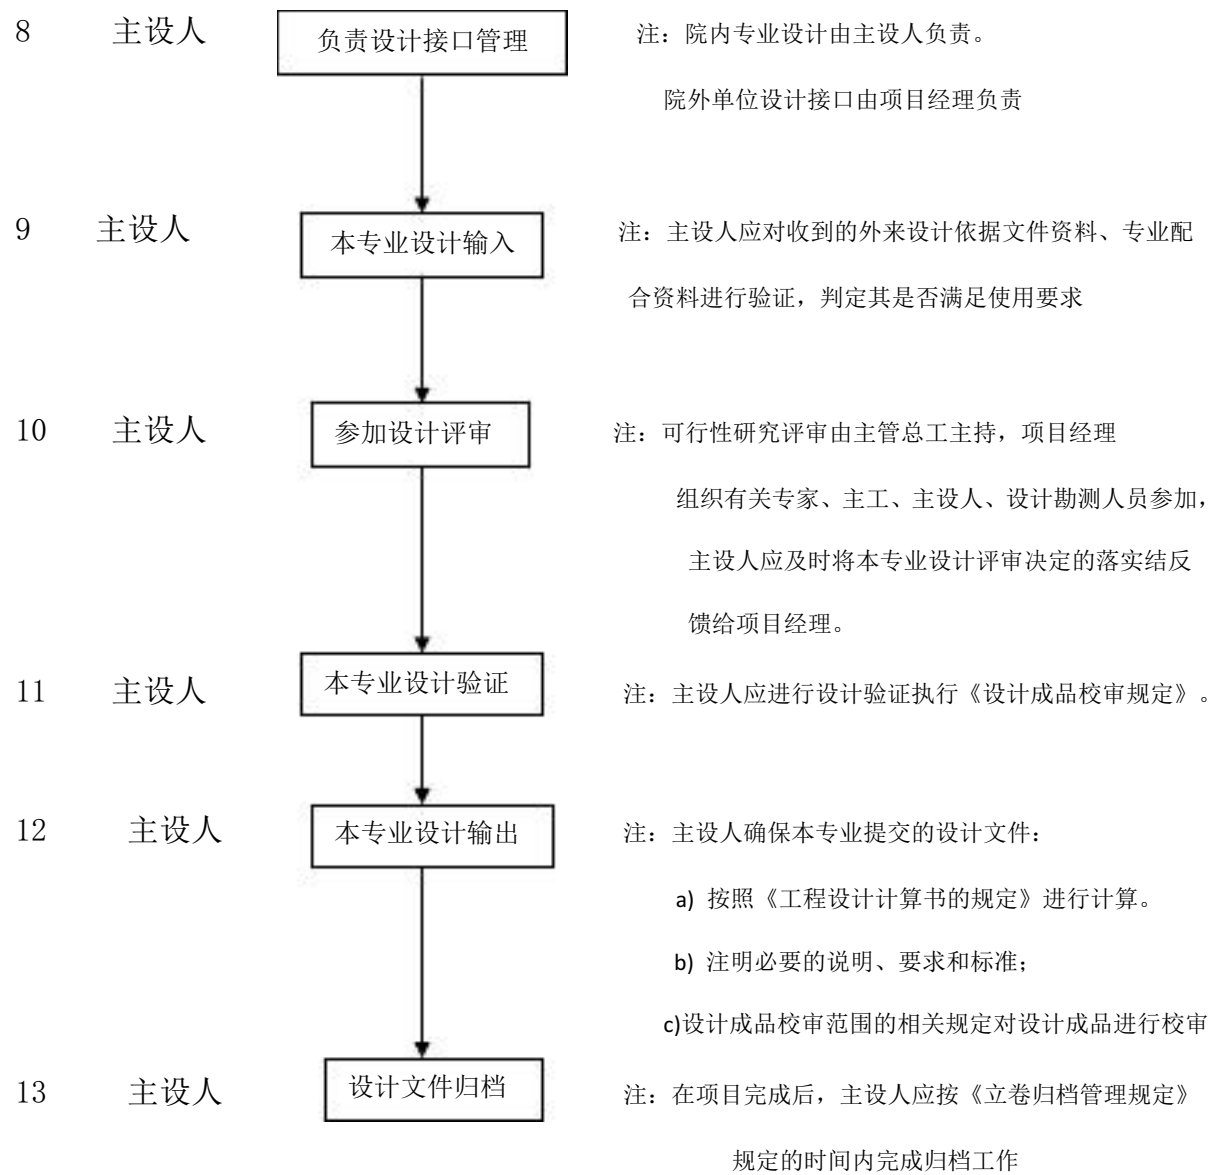 8 主设人 负责设计接口管理 注：院内专业设计由主设人负责。
院外单位设计接口由项目经理负责
9 主设人 本专业设计输入 注：主设人应对收到的外来设计依据文件资料、专业配
合资料进行验证，判定其是否满足使用要求
10 主设人 参加设计评审 注：可行性研究评审由主管总工主持，项目经理
组织有关专家、主工、主设人、设计勘测人员参加，
主设人应及时将本专业设计评审决定的落实结反
馈给项目经理。
11 主设人 本专业设计验证 注：主设人应进行设计验证执行《设计成品校审规定》。
12 主设人 本专业设计输出 注：主设人确保本专业提交的设计文件：
a) 按照《工程设计计算书的规定》进行计算。
b) 注明必要的说明、要求和标准；
c)设计成品校审范围的相关规定对设计成品进行校审
13 主设人 设计文件归档 注：在项目完成后，主设人应按《立卷归档管理规定》
规定的时间内完成归档工作